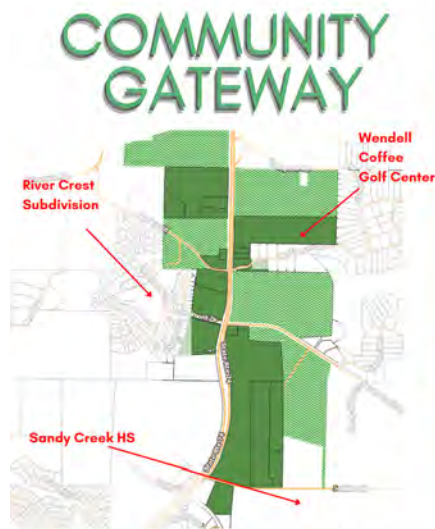 COMMUNITY
GATEWAY
Wendell
Coffee
Golf Center
River Crest
Subdivision
Sandy Creek HS